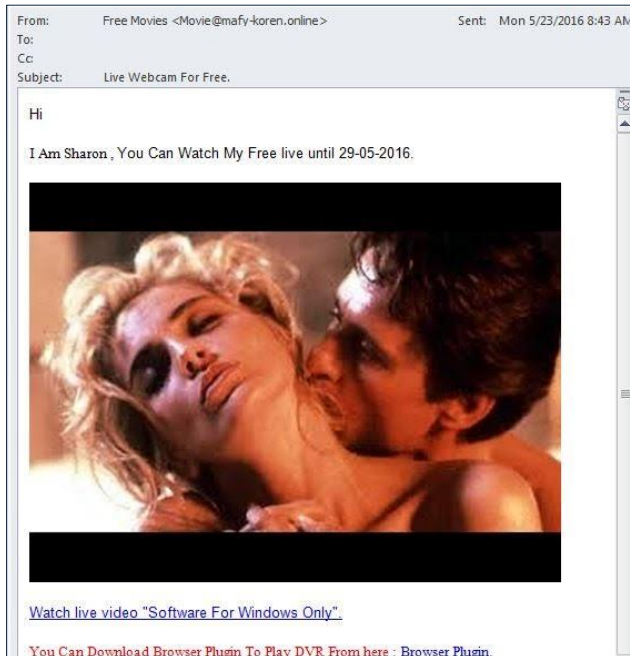 From: Free Movies <Movie@mafy-koren.online> Sent: Mon 5/23/2016 8:43 AM
To:
Cc:
Subject: Live Webcam For Free.
Hi
I Am Sharon , You Can Watch My Free live until 29-05-2016.
Watch live video "Software For Windows Only".
You Can Download Browser Plugin To Play DVR From here : Browser Plugin.